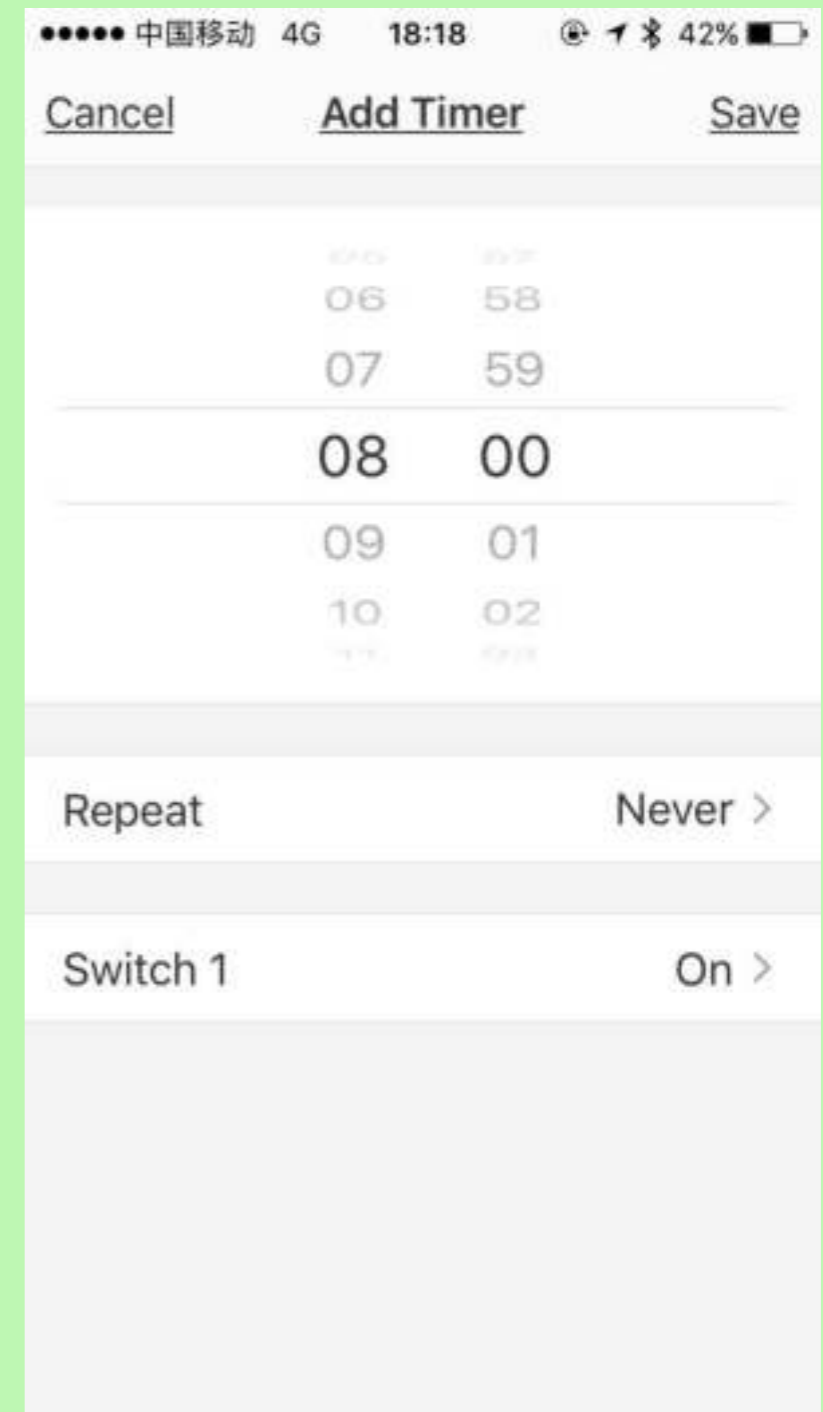 中国移动 4G 18:18 42%
Cancel Add Timer Save
06 58
07 59
08 00
09 01
10 02
Repeat Never
Switch 1 On